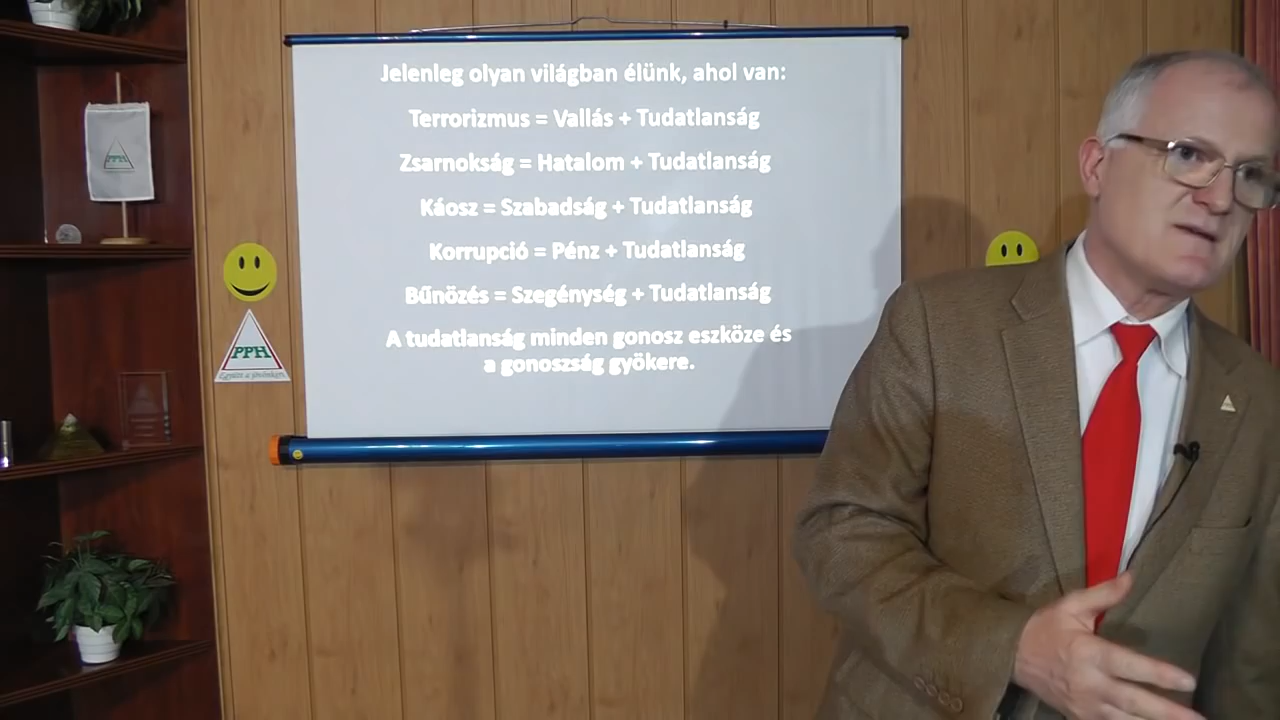 Jelenleg olyan világban élünk, ahol van:
Terrorizmus = Vallás + Tudatlanság
Zsarnokság = Hatalom + Tudatlanság
Káosz = Szabadság + Tudatlanság
Korrupció = Pénz + Tudatlanság
Bűnözés = Szegénység + Tudatlanság
A tudatlanság minden gonosz eszköze és
a gonoszság gyökere.
PPH
PPH